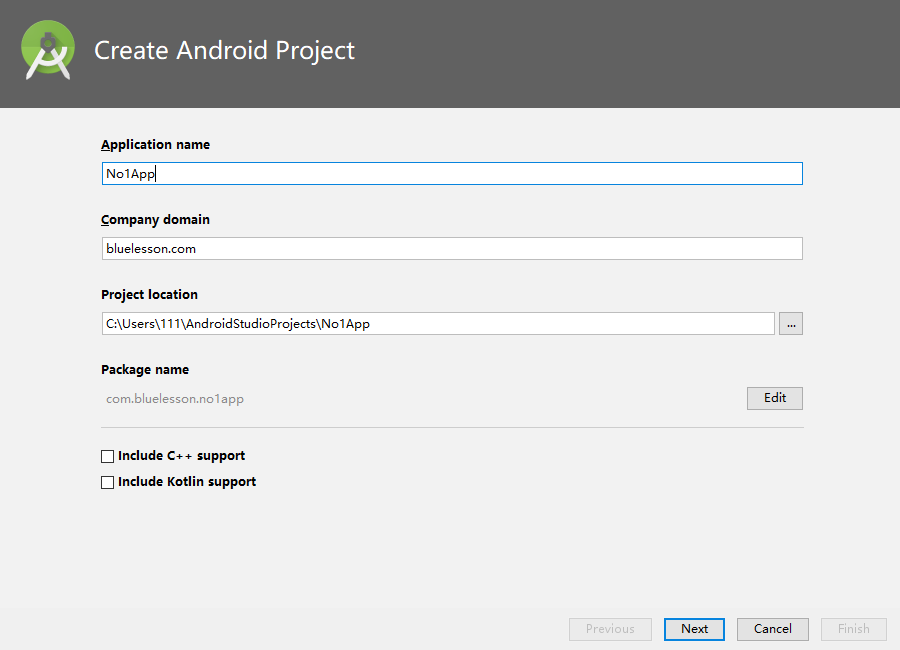 Create Android Project
Application name
No1App
Company domain
bluelesson.com
Project location
C:\Users\111\AndroidStudioProjects\No1App
...
Package name
com.bluelesson.no1app
Edit
Include C++ support
Include Kotlin support
Previous Next Cancel Finish